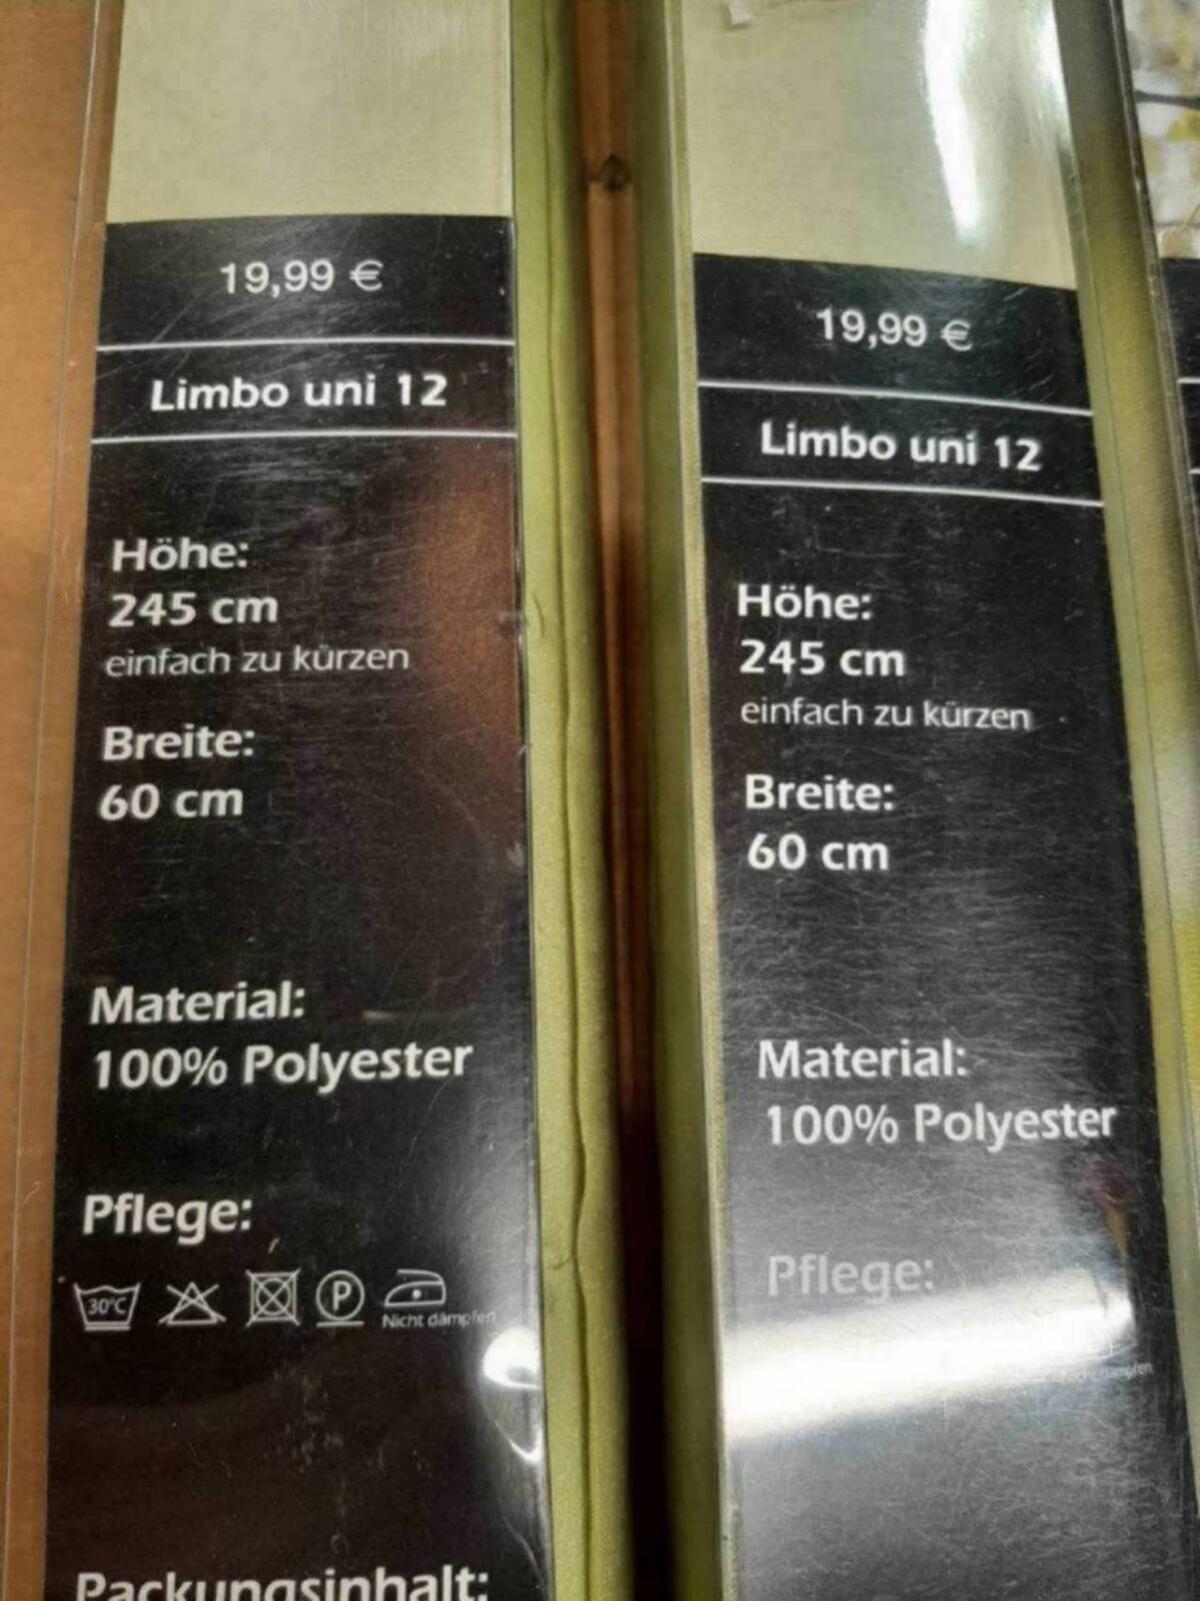 19,99 €
Limbo uni 12
Höhe:
245 cm
einfach zu kürzen
Breite:
60 cm
Material:
100% Polyester
Pflege:
30°C
P
Nicht dämpfen
Packungsinhalt:
19,99 €
Limbo uni 12
Höhe:
245 cm
einfach zu kürzen
Breite:
60 cm
Material:
100% Polyester
Pflege: